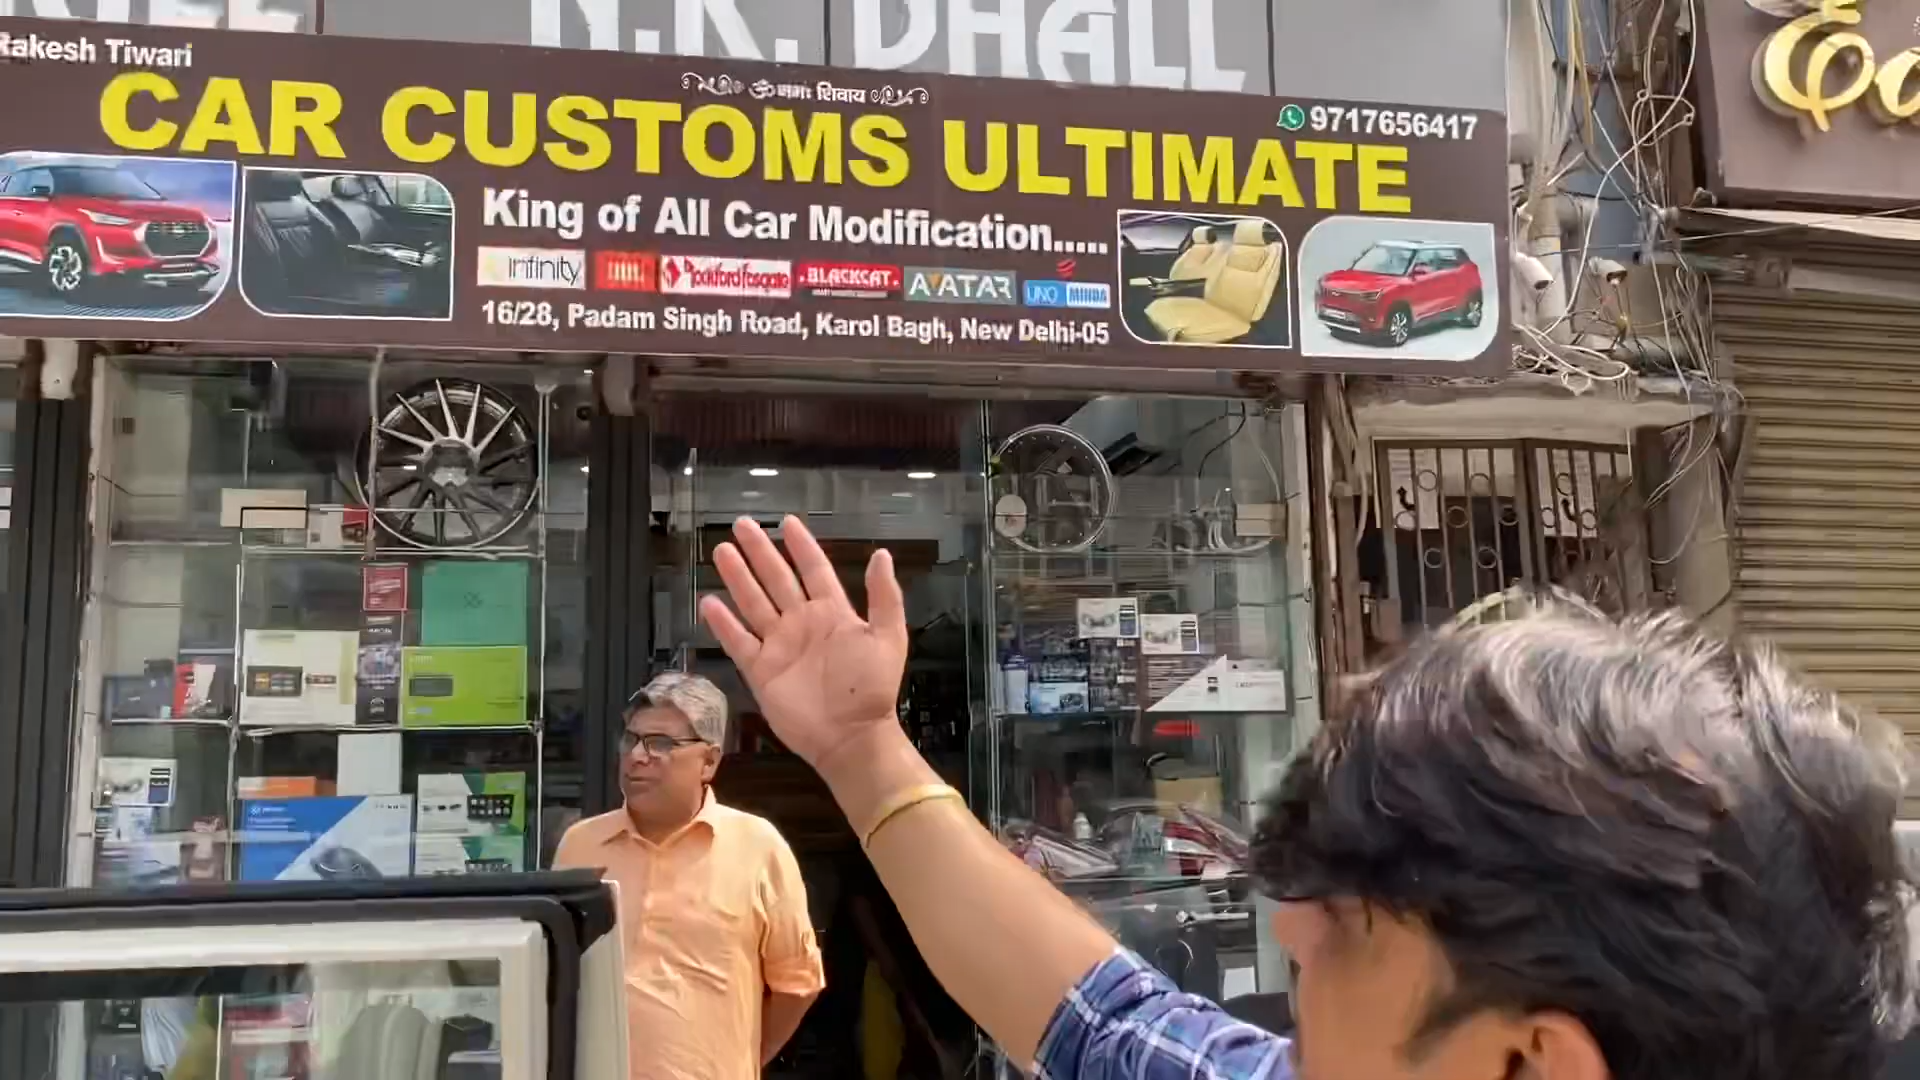 N.K. DHALL
Rakesh Tiwari
ॐ नमः शिवाय
9717656417
CAR CUSTOMS ULTIMATE
King of All Car Modification.....
infinity JBL Rockford Fosgate BLACKCAT AVATAR UNO MINDA
16/28, Padam Singh Road, Karol Bagh, New Delhi-05